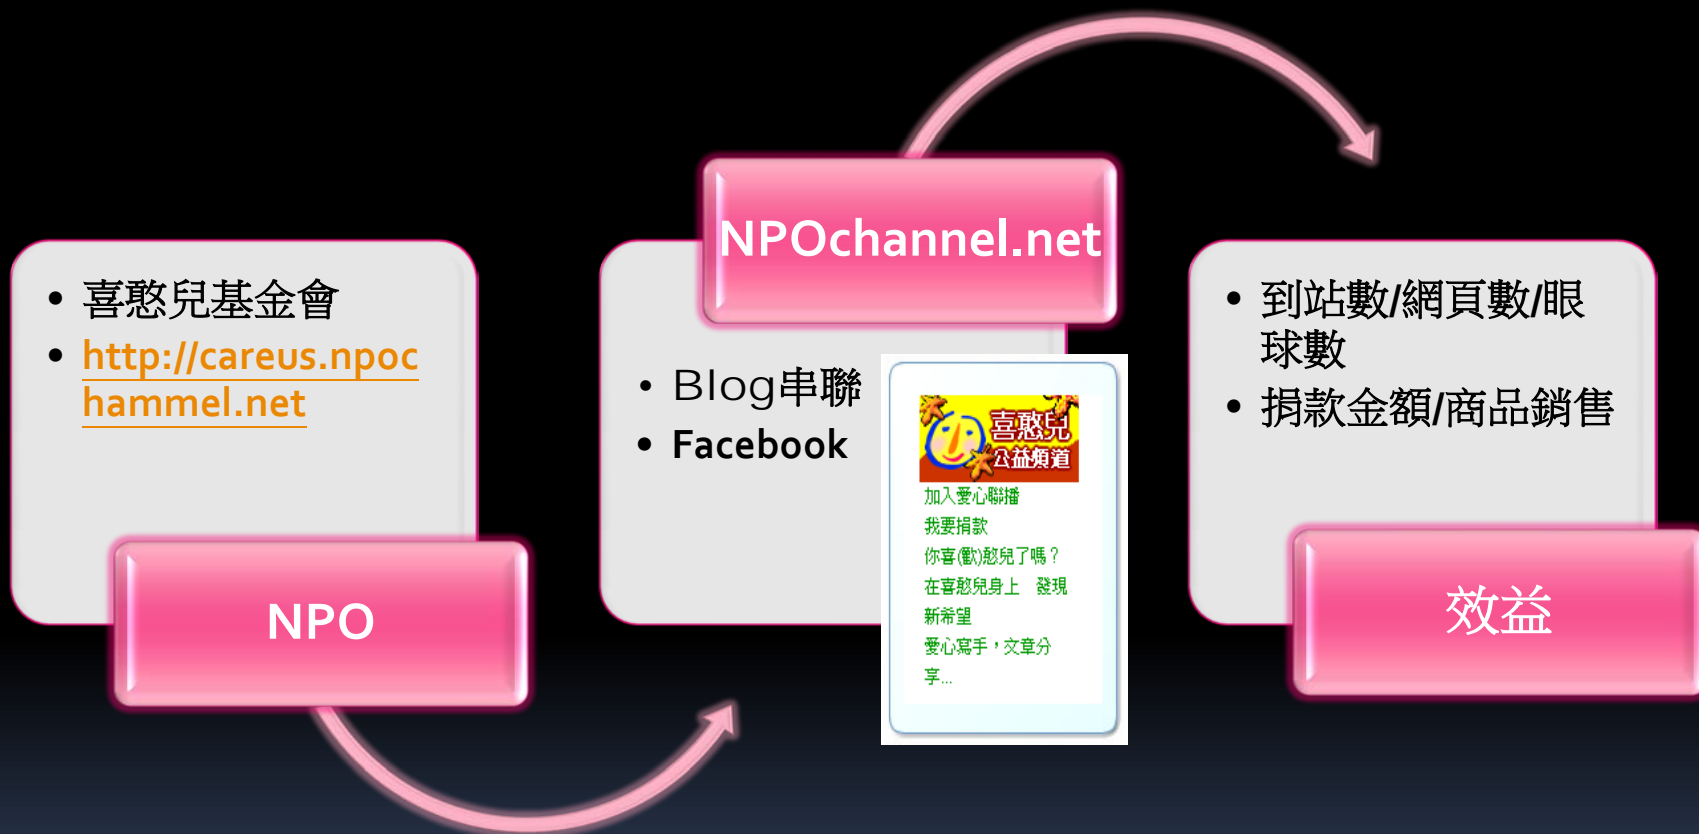 • 喜憨兒基金會
• http://careus.npoc
hammel.net
NPO
NPOchannel.net
• Blog串聯
• Facebook
喜憨兒
公益頻道
加入愛心聯播
我要捐款
你喜(歡)憨兒了嗎？
在喜憨兒身上 發現
新希望
愛心寫手，文章分
享...
• 到站數/網頁數/眼
球數
• 捐款金額/商品銷售
效益